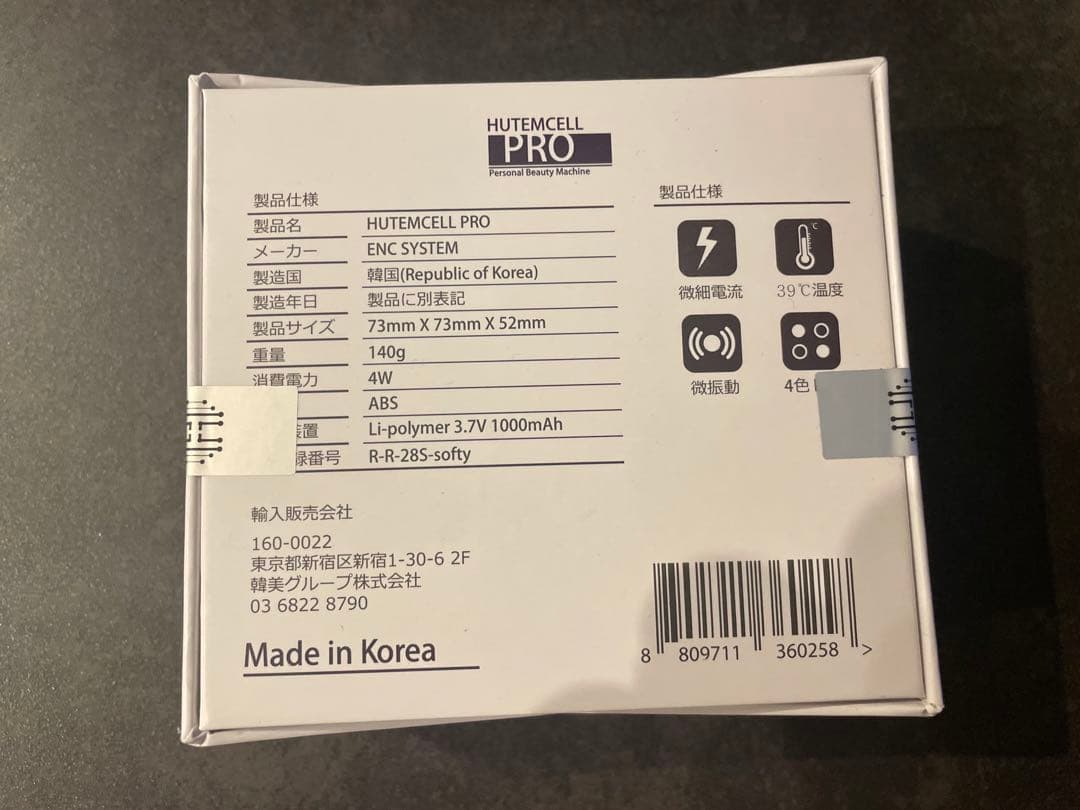 HUTEMCELL
PRO
Personal Beauty Machine
製品仕様
製品名 HUTEMCELL PRO
メーカー ENC SYSTEM
製造国 韓国(Republic of Korea)
製造年日 製品に別表記
製品サイズ 73mm X 73mm X 52mm
重量 140g
消費電力 4W
ABS
置 Li-polymer 3.7V 1000mAh
録番号 R-R-28S-softy
製品仕様
℃
微細電流
39℃温度
微振動
4色
輸入販売会社
160-0022
東京都新宿区新宿1-30-6 2F
韓美グループ株式会社
03 6822 8790
Made in Korea
8 809711 360258 >